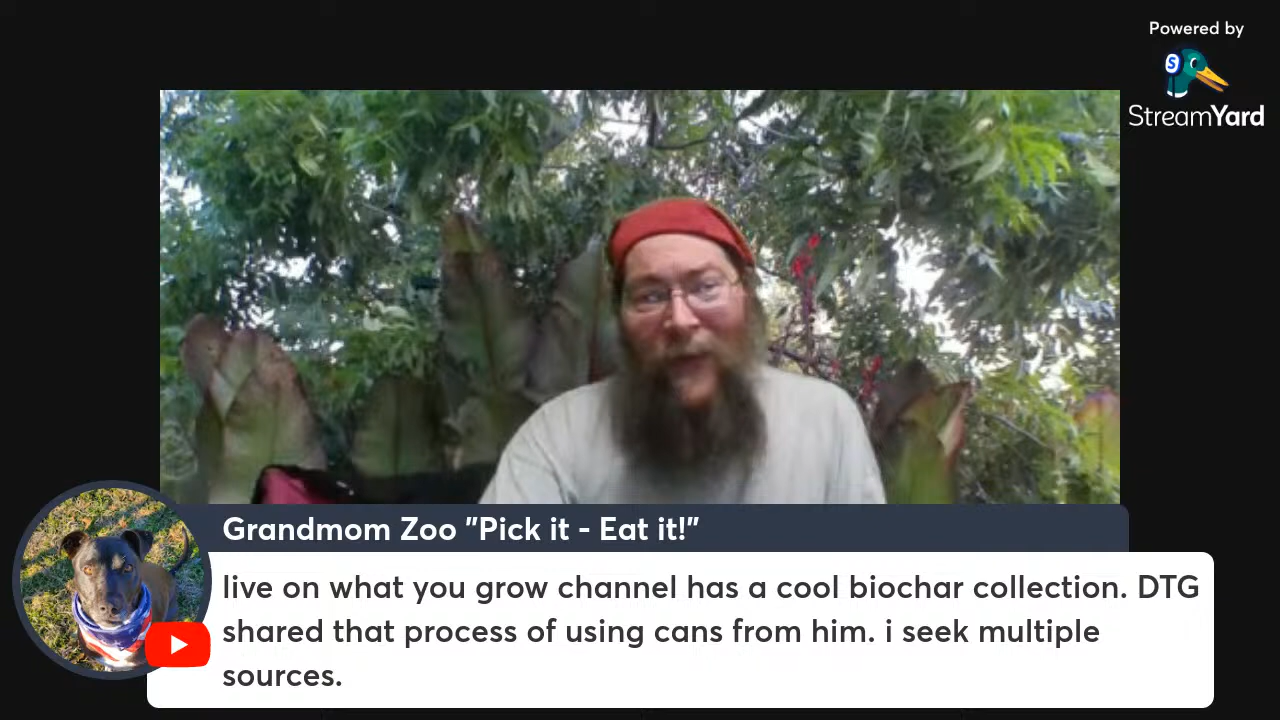 Powered by
StreamYard
Grandmom Zoo "Pick it - Eat it!"
live on what you grow channel has a cool biochar collection. DTG
shared that process of using cans from him. i seek multiple
sources.